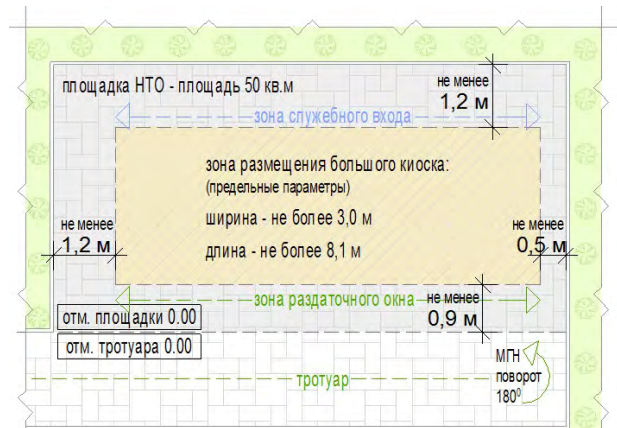 площадка НТО - площадь 50 кв.м
не менее
1,2 м
зона служебного входа
зона размещения большого киоска:
(предельные параметры)
ширина - не более 3,0 м
длина - не более 8,1 м
не менее
1,2 м
не менее
0,5 м
зона раздаточного окна
не менее
0,9 м
отм. площадки 0.00
отм. тротуара 0.00
тротуар
МГН
поворот
180⁰